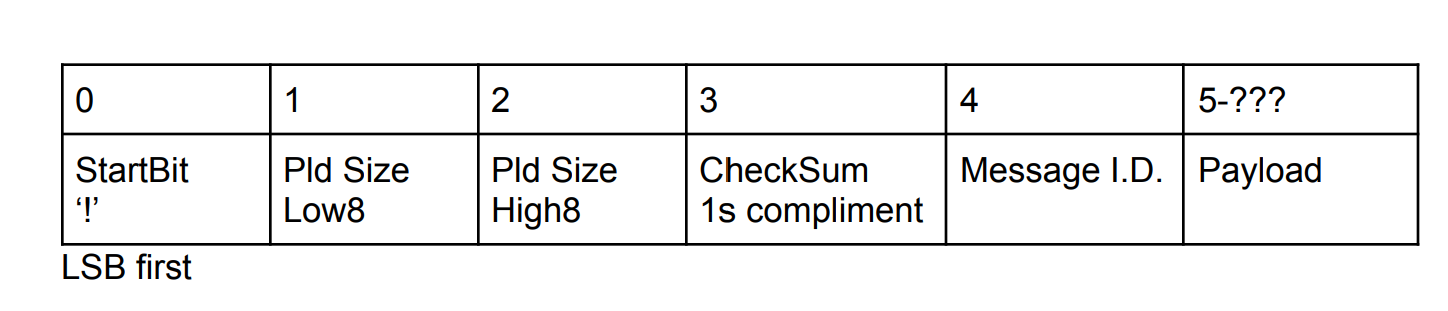 0 1 2 3 4 5-???
StartBit Pld Size Pld Size CheckSum Message I.D. Payload
‘!’ Low8 High8 1s compliment
LSB first